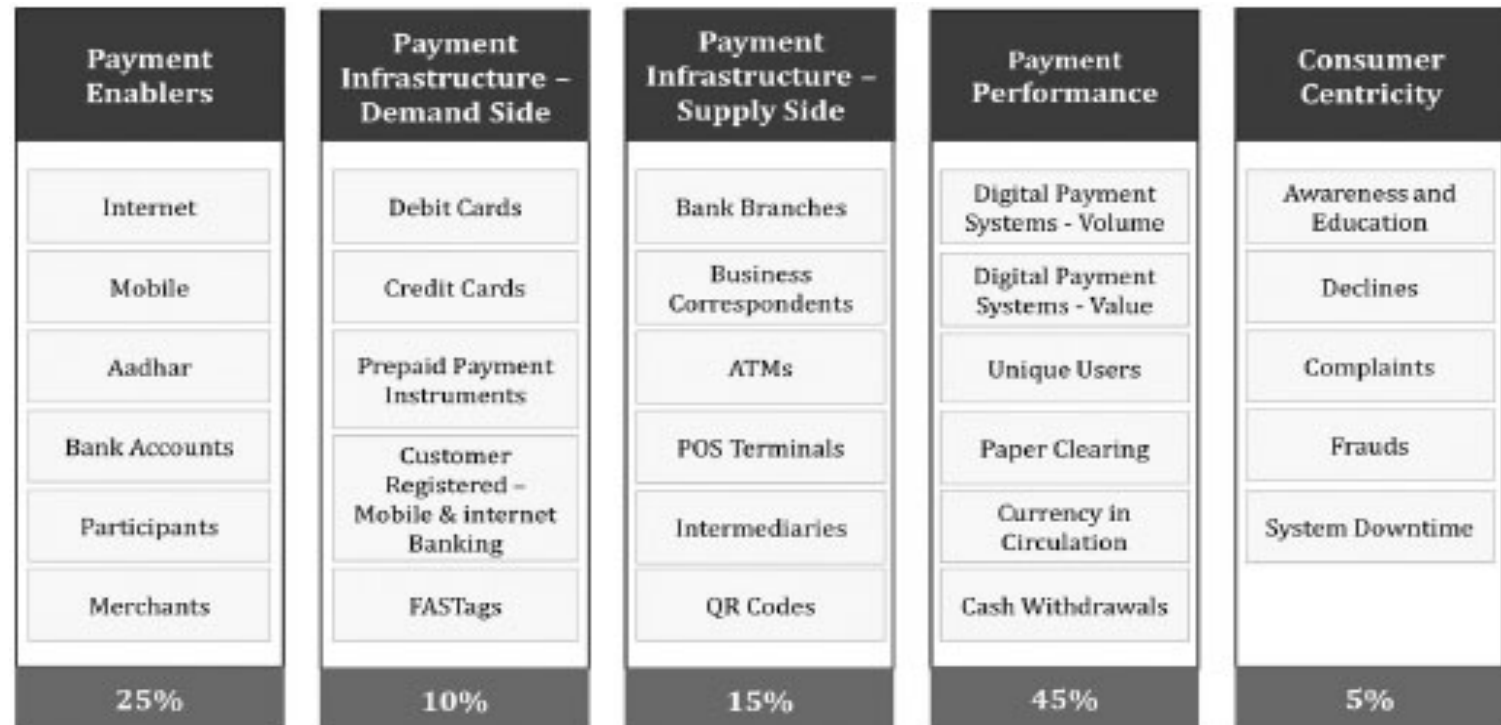 Payment
Enablers
Internet
Mobile
Aadhar
Bank Accounts
Participants
Merchants
25%
Payment
Infrastructure –
Demand Side
Debit Cards
Credit Cards
Prepaid Payment
Instruments
Customer
Registered –
Mobile & internet
Banking
FASTags
10%
Payment
Infrastructure –
Supply Side
Bank Branches
Business
Correspondents
ATMs
POS Terminals
Intermediaries
QR Codes
15%
Payment
Performance
Digital Payment
Systems - Volume
Digital Payment
Systems - Value
Unique Users
Paper Clearing
Currency in
Circulation
Cash Withdrawals
45%
Consumer
Centricity
Awareness and
Education
Declines
Complaints
Frauds
System Downtime
5%